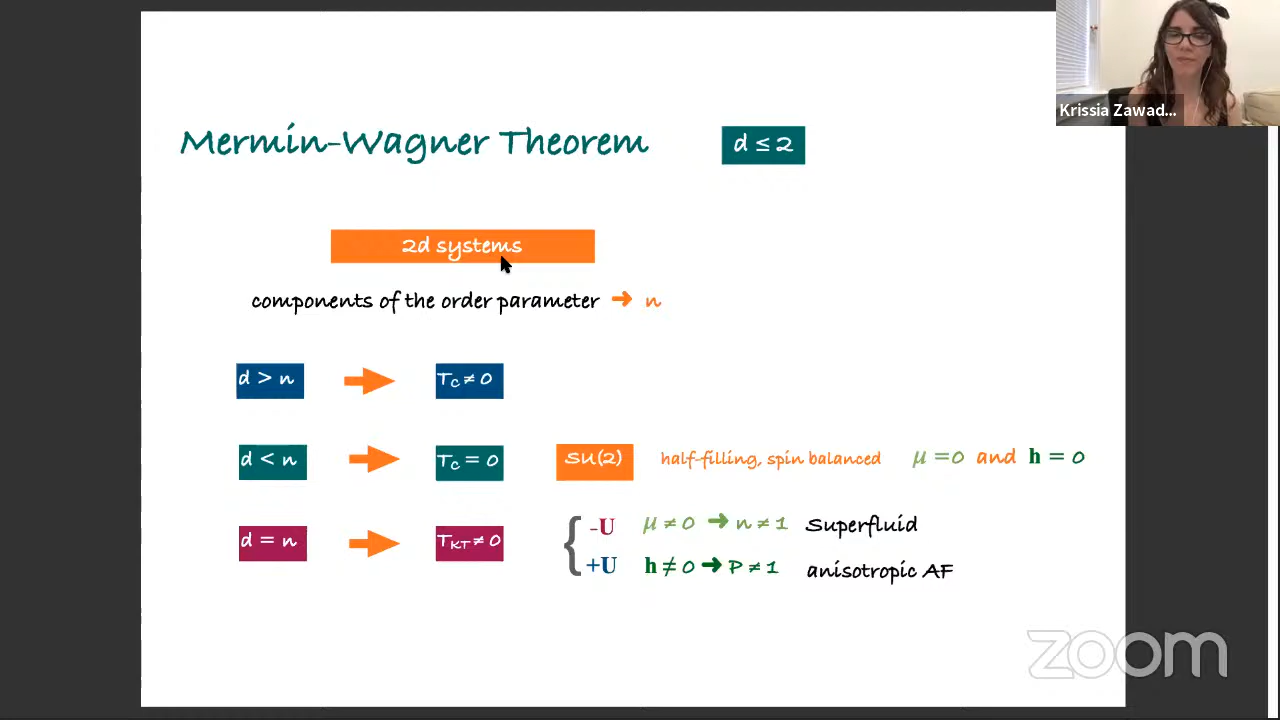 Krissia Zawad...
Mermin-Wagner Theorem d ≤ 2
2d systems
components of the order parameter ➜ n
d > n ➜ Tc ≠ 0
d < n ➜ Tc = 0 SU(2) half-filling, spin balanced μ = 0 and h = 0
d = n ➜ TKT ≠ 0
-U μ ≠ 0 ➜ n ≠ 1 Superfluid
+U h ≠ 0 ➜ P ≠ 1 anisotropic AF
zoom